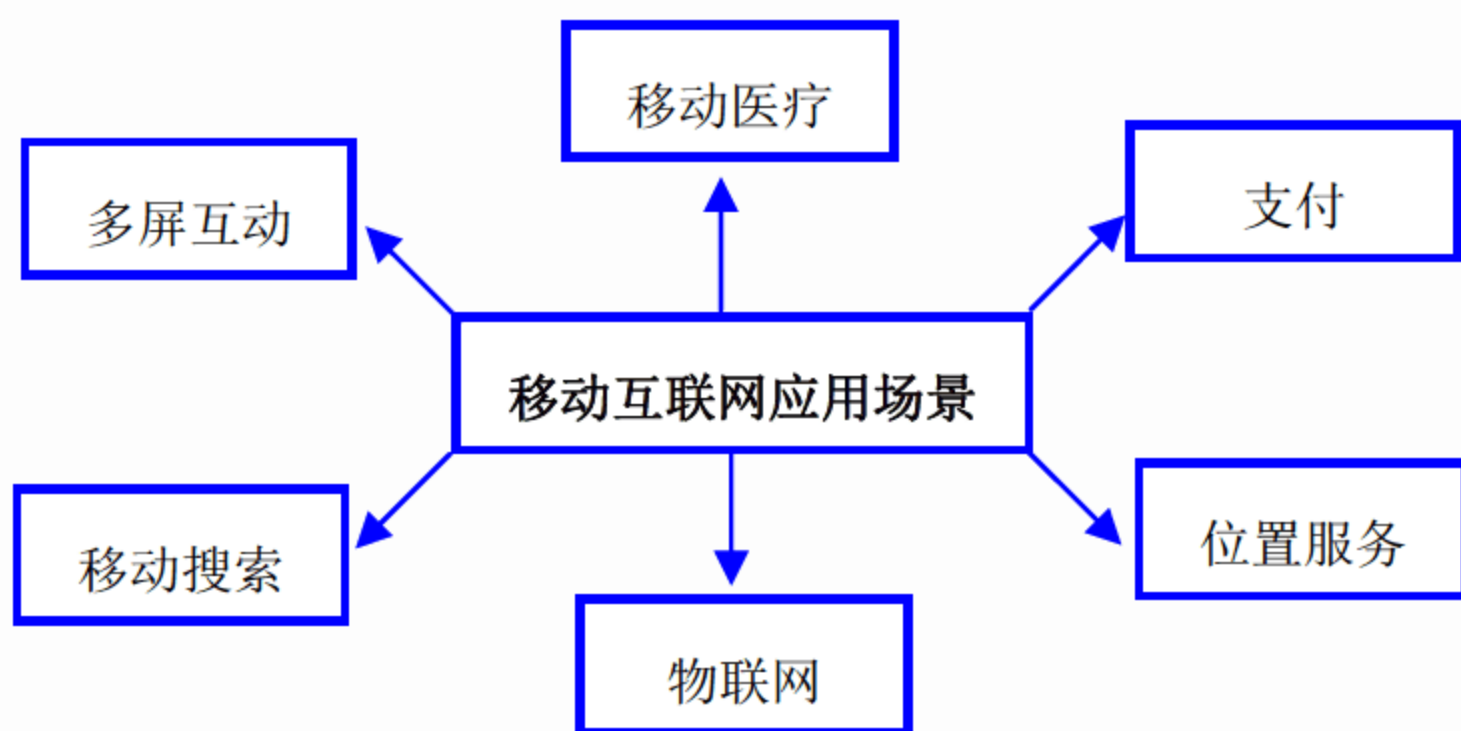 移动医疗
支付
多屏互动
移动互联网应用场景
位置服务
移动搜索
物联网